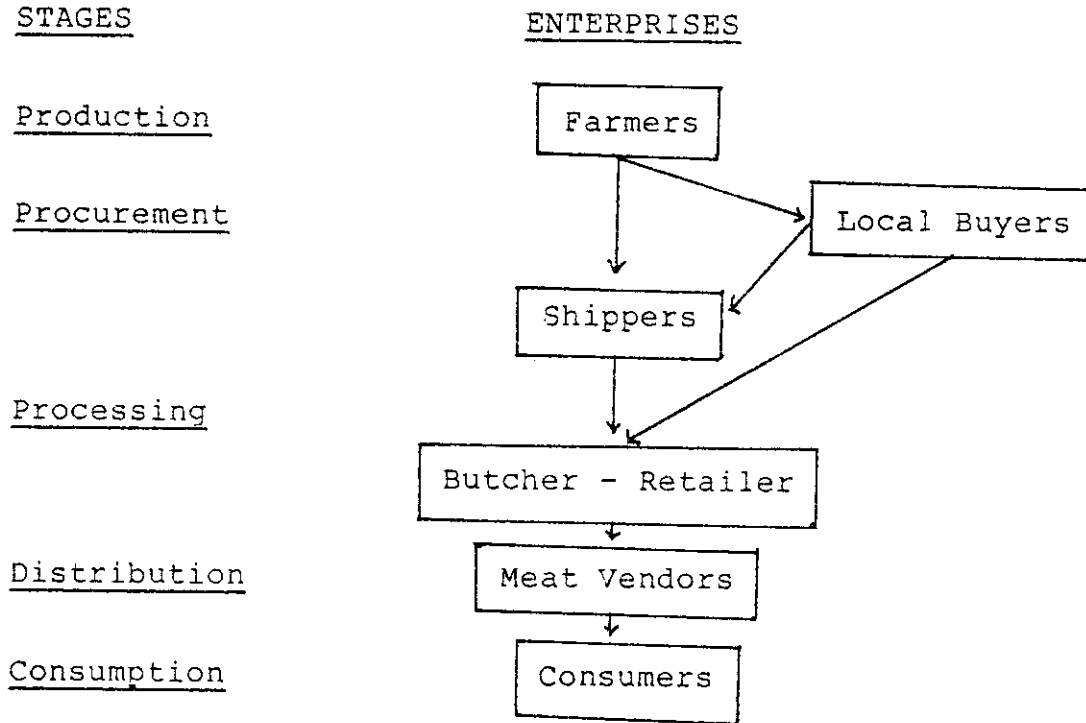 STAGES
ENTERPRISES
Production
Farmers
Procurement
Local Buyers
Shippers
Processing
Butcher - Retailer
Distribution
Meat Vendors
Consumption
Consumers